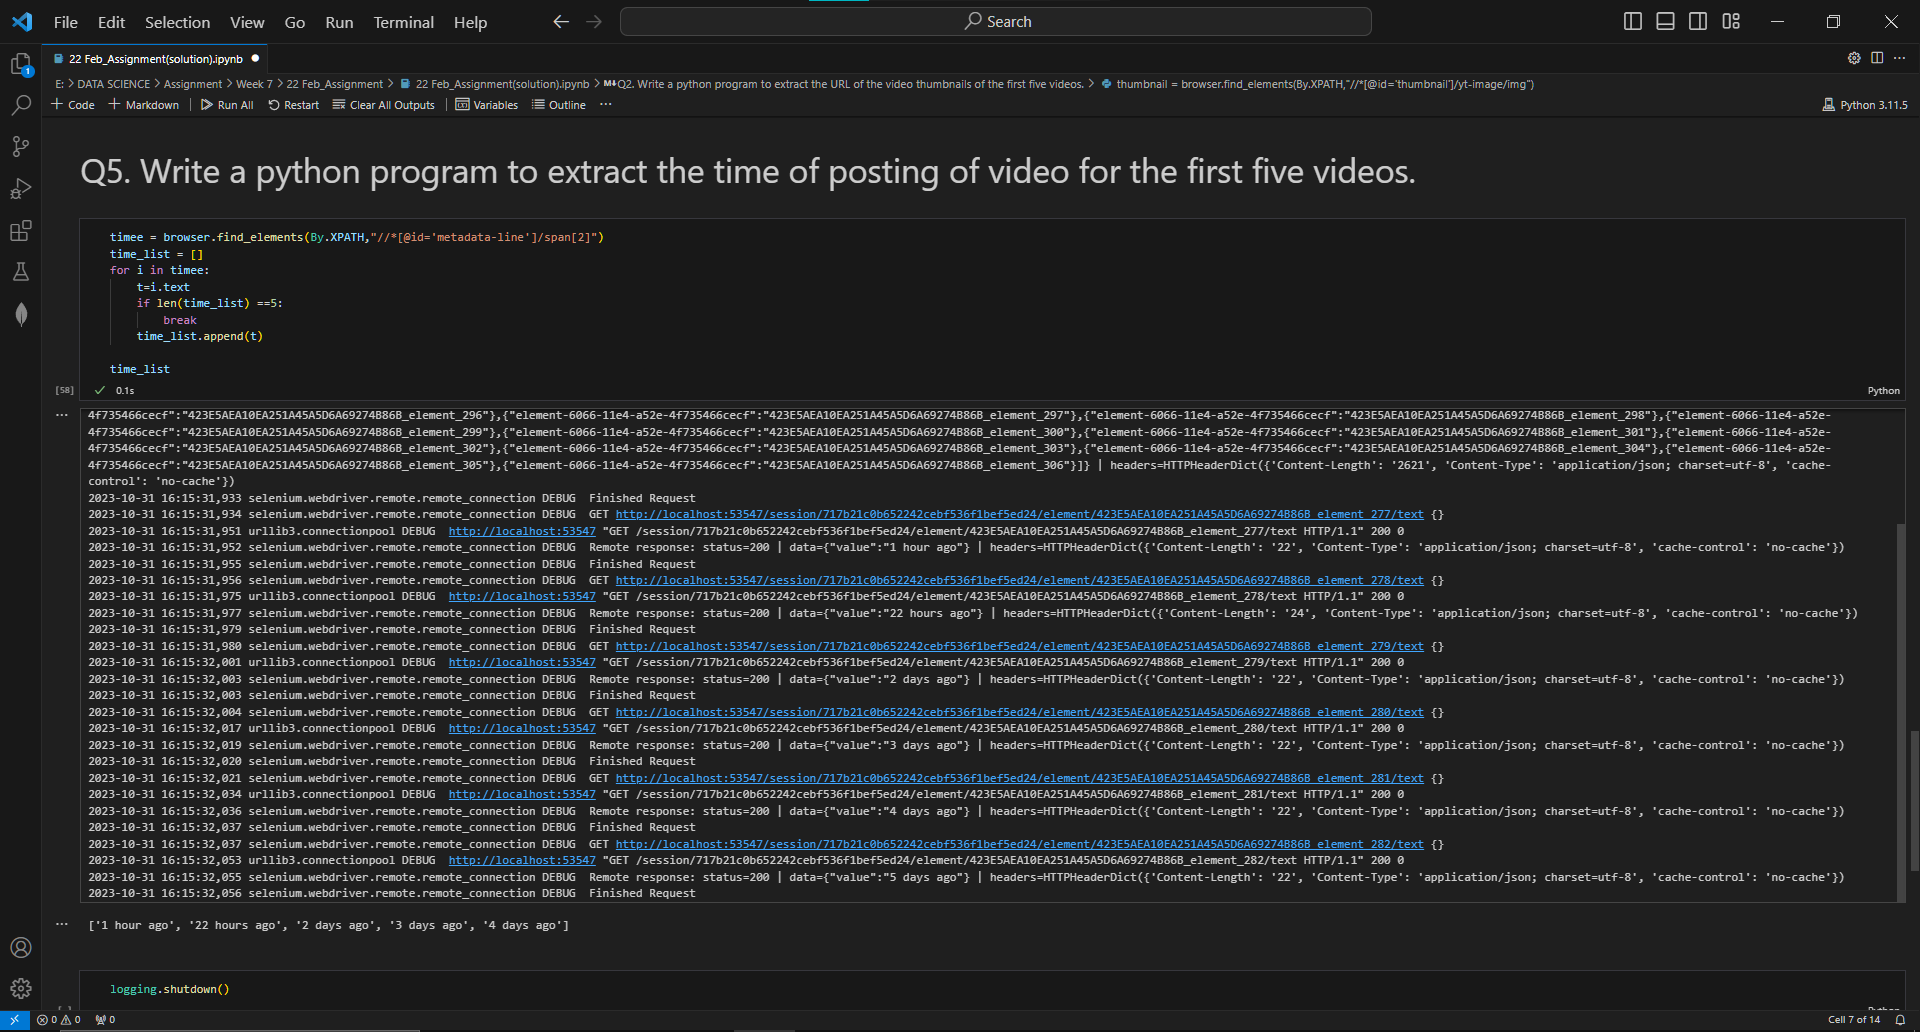 File Edit Selection View Go Run Terminal Help
Search
22 Feb_Assignment(solution).ipynb
E: > DATA SCIENCE > Assignment > Week 7 > 22 Feb_Assignment > 22 Feb_Assignment(solution).ipynb > M↓Q2. Write a python program to extract the URL of the video thumbnails of the first five videos. > thumbnail = browser.find_elements(By.XPATH,"//*[@id='thumbnail']/yt-image/img")
+ Code + Markdown | Run All Restart Clear All Outputs | Variables Outline ···
Python 3.11.5
Q5. Write a python program to extract the time of posting of video for the first five videos.
timee = browser.find_elements(By.XPATH,"//*[@id='metadata-line']/span[2]")
time_list = []
for i in timee:
    t=i.text
    if len(time_list) ==5:
        break
    time_list.append(t)
time_list
[58] ✓ 0.1s
Python
4f735466cecf":"423E5AEA10EA251A45A5D6A69274B86B_element_296"},{"element-6066-11e4-a52e-4f735466cecf":"423E5AEA10EA251A45A5D6A69274B86B_element_297"},{"element-6066-11e4-a52e-4f735466cecf":"423E5AEA10EA251A45A5D6A69274B86B_element_298"},{"element-6066-11e4-a52e-
4f735466cecf":"423E5AEA10EA251A45A5D6A69274B86B_element_299"},{"element-6066-11e4-a52e-4f735466cecf":"423E5AEA10EA251A45A5D6A69274B86B_element_300"},{"element-6066-11e4-a52e-4f735466cecf":"423E5AEA10EA251A45A5D6A69274B86B_element_301"},{"element-6066-11e4-a52e-
4f735466cecf":"423E5AEA10EA251A45A5D6A69274B86B_element_302"},{"element-6066-11e4-a52e-4f735466cecf":"423E5AEA10EA251A45A5D6A69274B86B_element_303"},{"element-6066-11e4-a52e-4f735466cecf":"423E5AEA10EA251A45A5D6A69274B86B_element_304"},{"element-6066-11e4-a52e-
4f735466cecf":"423E5AEA10EA251A45A5D6A69274B86B_element_305"},{"element-6066-11e4-a52e-4f735466cecf":"423E5AEA10EA251A45A5D6A69274B86B_element_306"}]} | headers=HTTPHeaderDict({'Content-Length': '2621', 'Content-Type': 'application/json; charset=utf-8', 'cache-
control': 'no-cache'})
2023-10-31 16:15:31,933 selenium.webdriver.remote.remote_connection DEBUG  Finished Request
2023-10-31 16:15:31,934 selenium.webdriver.remote.remote_connection DEBUG  GET http://localhost:53547/session/717b21c0b652242cebf536f1bef5ed24/element/423E5AEA10EA251A45A5D6A69274B86B_element_277/text {}
2023-10-31 16:15:31,951 urllib3.connectionpool DEBUG  http://localhost:53547 "GET /session/717b21c0b652242cebf536f1bef5ed24/element/423E5AEA10EA251A45A5D6A69274B86B_element_277/text HTTP/1.1" 200 0
2023-10-31 16:15:31,952 selenium.webdriver.remote.remote_connection DEBUG  Remote response: status=200 | data={"value":"1 hour ago"} | headers=HTTPHeaderDict({'Content-Length': '22', 'Content-Type': 'application/json; charset=utf-8', 'cache-control': 'no-cache'})
2023-10-31 16:15:31,955 selenium.webdriver.remote.remote_connection DEBUG  Finished Request
2023-10-31 16:15:31,956 selenium.webdriver.remote.remote_connection DEBUG  GET http://localhost:53547/session/717b21c0b652242cebf536f1bef5ed24/element/423E5AEA10EA251A45A5D6A69274B86B_element_278/text {}
2023-10-31 16:15:31,975 urllib3.connectionpool DEBUG  http://localhost:53547 "GET /session/717b21c0b652242cebf536f1bef5ed24/element/423E5AEA10EA251A45A5D6A69274B86B_element_278/text HTTP/1.1" 200 0
2023-10-31 16:15:31,977 selenium.webdriver.remote.remote_connection DEBUG  Remote response: status=200 | data={"value":"22 hours ago"} | headers=HTTPHeaderDict({'Content-Length': '24', 'Content-Type': 'application/json; charset=utf-8', 'cache-control': 'no-cache'})
2023-10-31 16:15:31,979 selenium.webdriver.remote.remote_connection DEBUG  Finished Request
2023-10-31 16:15:31,980 selenium.webdriver.remote.remote_connection DEBUG  GET http://localhost:53547/session/717b21c0b652242cebf536f1bef5ed24/element/423E5AEA10EA251A45A5D6A69274B86B_element_279/text {}
2023-10-31 16:15:32,001 urllib3.connectionpool DEBUG  http://localhost:53547 "GET /session/717b21c0b652242cebf536f1bef5ed24/element/423E5AEA10EA251A45A5D6A69274B86B_element_279/text HTTP/1.1" 200 0
2023-10-31 16:15:32,003 selenium.webdriver.remote.remote_connection DEBUG  Remote response: status=200 | data={"value":"2 days ago"} | headers=HTTPHeaderDict({'Content-Length': '22', 'Content-Type': 'application/json; charset=utf-8', 'cache-control': 'no-cache'})
2023-10-31 16:15:32,003 selenium.webdriver.remote.remote_connection DEBUG  Finished Request
2023-10-31 16:15:32,004 selenium.webdriver.remote.remote_connection DEBUG  GET http://localhost:53547/session/717b21c0b652242cebf536f1bef5ed24/element/423E5AEA10EA251A45A5D6A69274B86B_element_280/text {}
2023-10-31 16:15:32,017 urllib3.connectionpool DEBUG  http://localhost:53547 "GET /session/717b21c0b652242cebf536f1bef5ed24/element/423E5AEA10EA251A45A5D6A69274B86B_element_280/text HTTP/1.1" 200 0
2023-10-31 16:15:32,019 selenium.webdriver.remote.remote_connection DEBUG  Remote response: status=200 | data={"value":"3 days ago"} | headers=HTTPHeaderDict({'Content-Length': '22', 'Content-Type': 'application/json; charset=utf-8', 'cache-control': 'no-cache'})
2023-10-31 16:15:32,020 selenium.webdriver.remote.remote_connection DEBUG  Finished Request
2023-10-31 16:15:32,021 selenium.webdriver.remote.remote_connection DEBUG  GET http://localhost:53547/session/717b21c0b652242cebf536f1bef5ed24/element/423E5AEA10EA251A45A5D6A69274B86B_element_281/text {}
2023-10-31 16:15:32,034 urllib3.connectionpool DEBUG  http://localhost:53547 "GET /session/717b21c0b652242cebf536f1bef5ed24/element/423E5AEA10EA251A45A5D6A69274B86B_element_281/text HTTP/1.1" 200 0
2023-10-31 16:15:32,036 selenium.webdriver.remote.remote_connection DEBUG  Remote response: status=200 | data={"value":"4 days ago"} | headers=HTTPHeaderDict({'Content-Length': '22', 'Content-Type': 'application/json; charset=utf-8', 'cache-control': 'no-cache'})
2023-10-31 16:15:32,037 selenium.webdriver.remote.remote_connection DEBUG  Finished Request
2023-10-31 16:15:32,037 selenium.webdriver.remote.remote_connection DEBUG  GET http://localhost:53547/session/717b21c0b652242cebf536f1bef5ed24/element/423E5AEA10EA251A45A5D6A69274B86B_element_282/text {}
2023-10-31 16:15:32,053 urllib3.connectionpool DEBUG  http://localhost:53547 "GET /session/717b21c0b652242cebf536f1bef5ed24/element/423E5AEA10EA251A45A5D6A69274B86B_element_282/text HTTP/1.1" 200 0
2023-10-31 16:15:32,055 selenium.webdriver.remote.remote_connection DEBUG  Remote response: status=200 | data={"value":"5 days ago"} | headers=HTTPHeaderDict({'Content-Length': '22', 'Content-Type': 'application/json; charset=utf-8', 'cache-control': 'no-cache'})
2023-10-31 16:15:32,056 selenium.webdriver.remote.remote_connection DEBUG  Finished Request
['1 hour ago', '22 hours ago', '2 days ago', '3 days ago', '4 days ago']
logging.shutdown()
Python
0 0 0
Cell 7 of 14